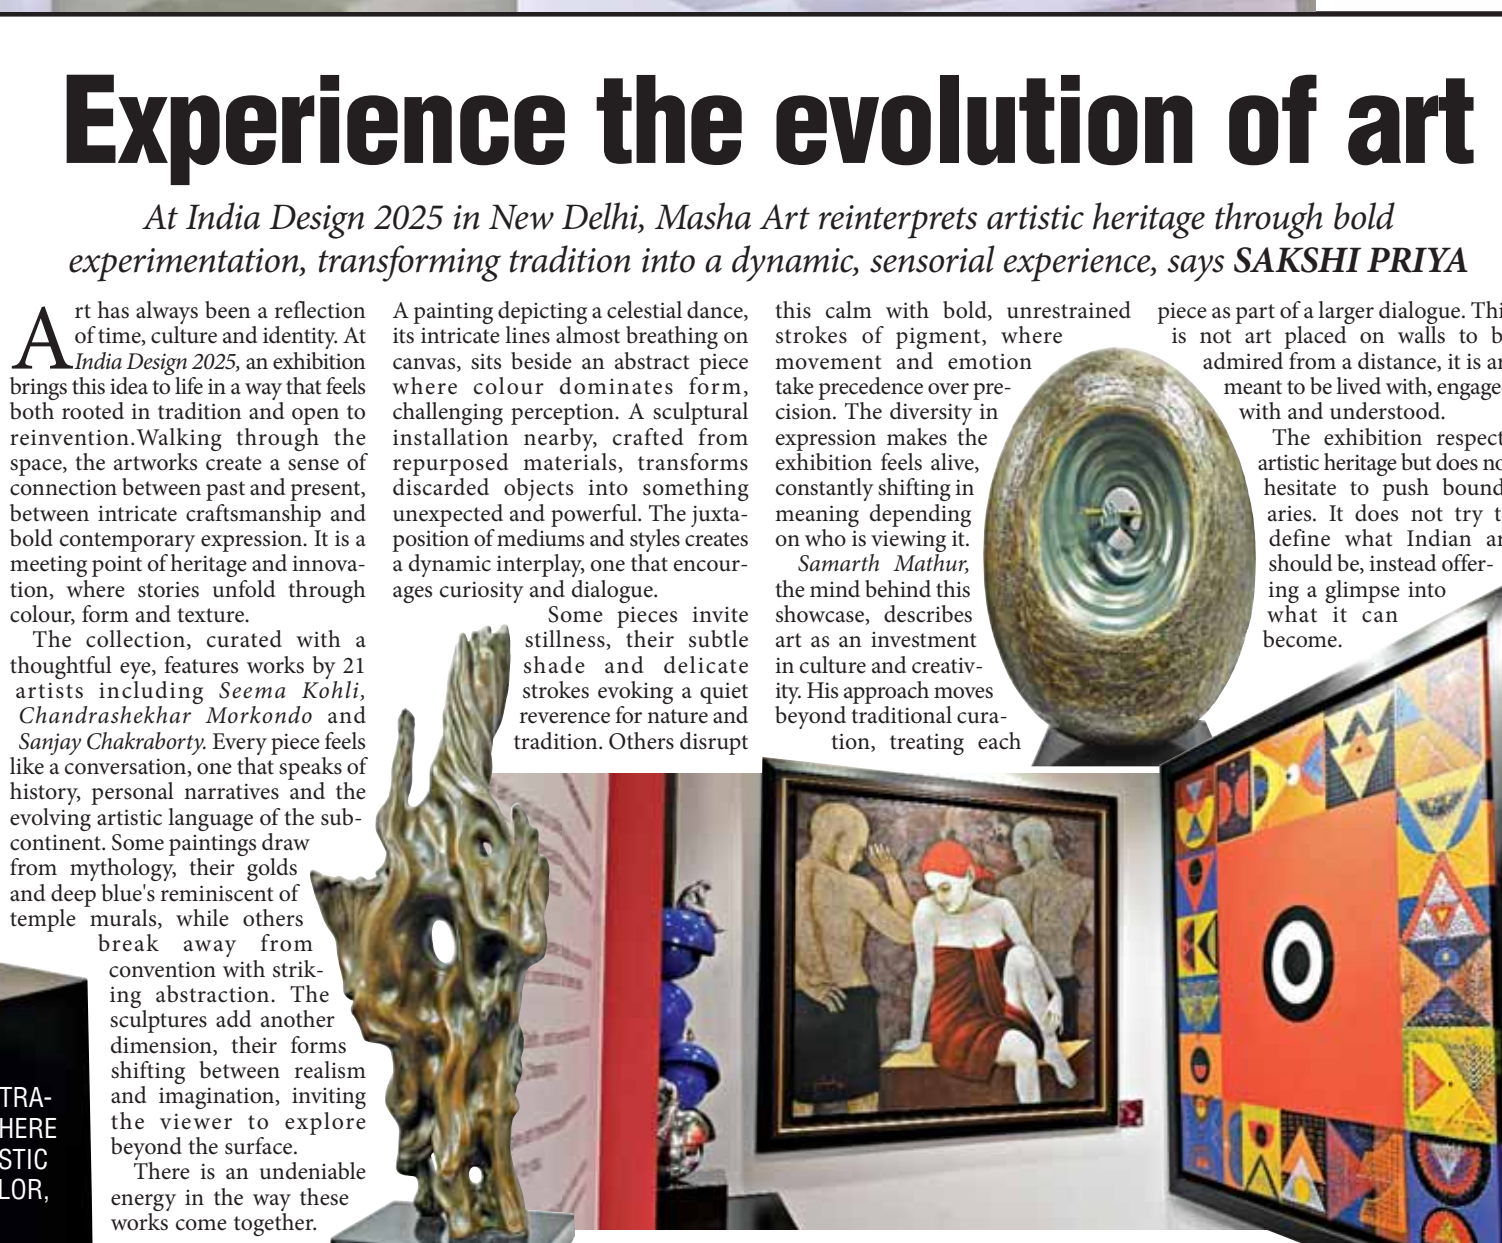 Experience the evolution of art
At India Design 2025 in New Delhi, Masha Art reinterprets artistic heritage through bold
experimentation, transforming tradition into a dynamic, sensorial experience, says SAKSHI PRIYA
Art has always been a reflection
of time, culture and identity. At
India Design 2025, an exhibition
brings this idea to life in a way that feels
both rooted in tradition and open to
reinvention.Walking through the
space, the artworks create a sense of
connection between past and present,
between intricate craftsmanship and
bold contemporary expression. It is a
meeting point of heritage and innova-
tion, where stories unfold through
colour, form and texture.
The collection, curated with a
thoughtful eye, features works by 21
artists including Seema Kohli,
Chandrashekhar Morkondo and
Sanjay Chakraborty. Every piece feels
like a conversation, one that speaks of
history, personal narratives and the
evolving artistic language of the sub-
continent. Some paintings draw
from mythology, their golds
and deep blue's reminiscent of
temple murals, while others
break away from
convention with strik-
ing abstraction. The
sculptures add another
dimension, their forms
shifting between realism
and imagination, inviting
the viewer to explore
beyond the surface.
There is an undeniable
energy in the way these
works come together.
A painting depicting a celestial dance,
its intricate lines almost breathing on
canvas, sits beside an abstract piece
where colour dominates form,
challenging perception. A sculptural
installation nearby, crafted from
repurposed materials, transforms
discarded objects into something
unexpected and powerful. The juxta-
position of mediums and styles creates
a dynamic interplay, one that encour-
ages curiosity and dialogue.
Some pieces invite
stillness, their subtle
shade and delicate
strokes evoking a quiet
reverence for nature and
tradition. Others disrupt
this calm with bold, unrestrained
strokes of pigment, where
movement and emotion
take precedence over pre-
cision. The diversity in
expression makes the
exhibition feels alive,
constantly shifting in
meaning depending
on who is viewing it.
Samarth Mathur,
the mind behind this
showcase, describes
art as an investment
in culture and creativ-
ity. His approach moves
beyond traditional cura-
tion, treating each
piece as part of a larger dialogue. Thi
is not art placed on walls to b
admired from a distance, it is ar
meant to be lived with, engage
with and understood.
The exhibition respect
artistic heritage but does no
hesitate to push bound
aries. It does not try t
define what Indian ar
should be, instead offer-
ing a glimpse into
what it can
become.
TRA-
HERE
STIC
LOR,